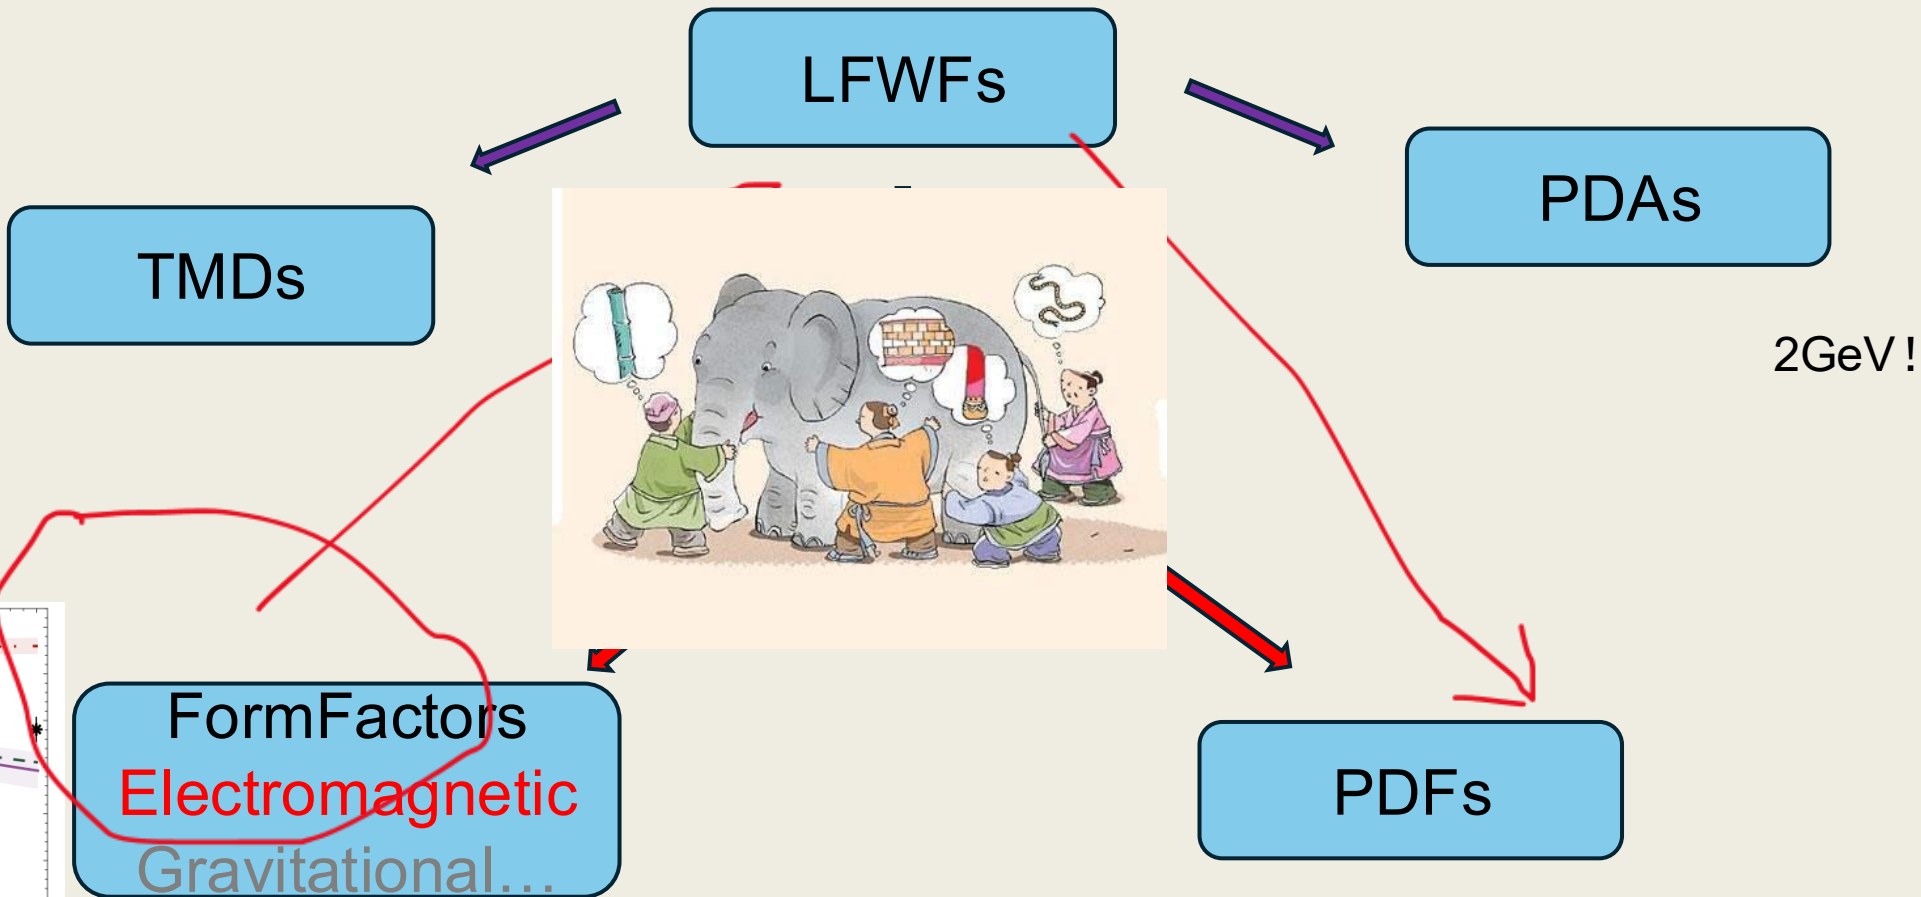 LFWFs
PDAs
TMDs
2GeV!
FormFactors
Electromagnetic
Gravitational...
PDFs